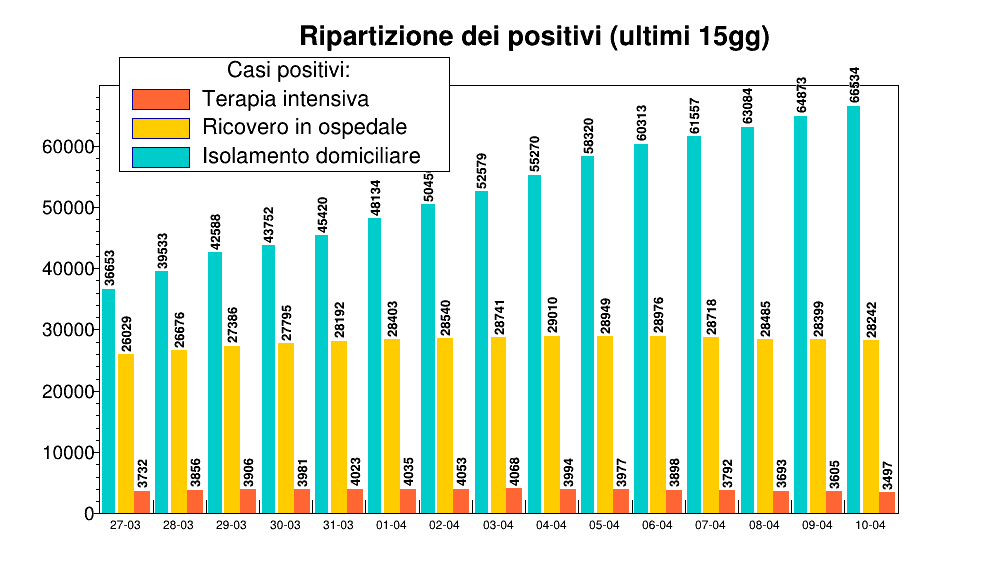 Ripartizione dei positivi (ultimi 15gg)
Casi positivi:
Terapia intensiva
Ricovero in ospedale
Isolamento domiciliare
60000
50000
40000
30000
20000
10000
0
36653 26029 3732
39533 26676 3856
42588 27386 3906
43752 27795 3981
45420 28192 4023
48134 28403 4035
28540 4053
52579 28741 4068
55270 29010 3994
58320 28949 3977
60313 28976 3898
61557 28718 3792
63084 28485 3693
64873 28399 3605
66534 28242 3497
27-03 28-03 29-03 30-03 31-03 01-04 02-04 03-04 04-04 05-04 06-04 07-04 08-04 09-04 10-04